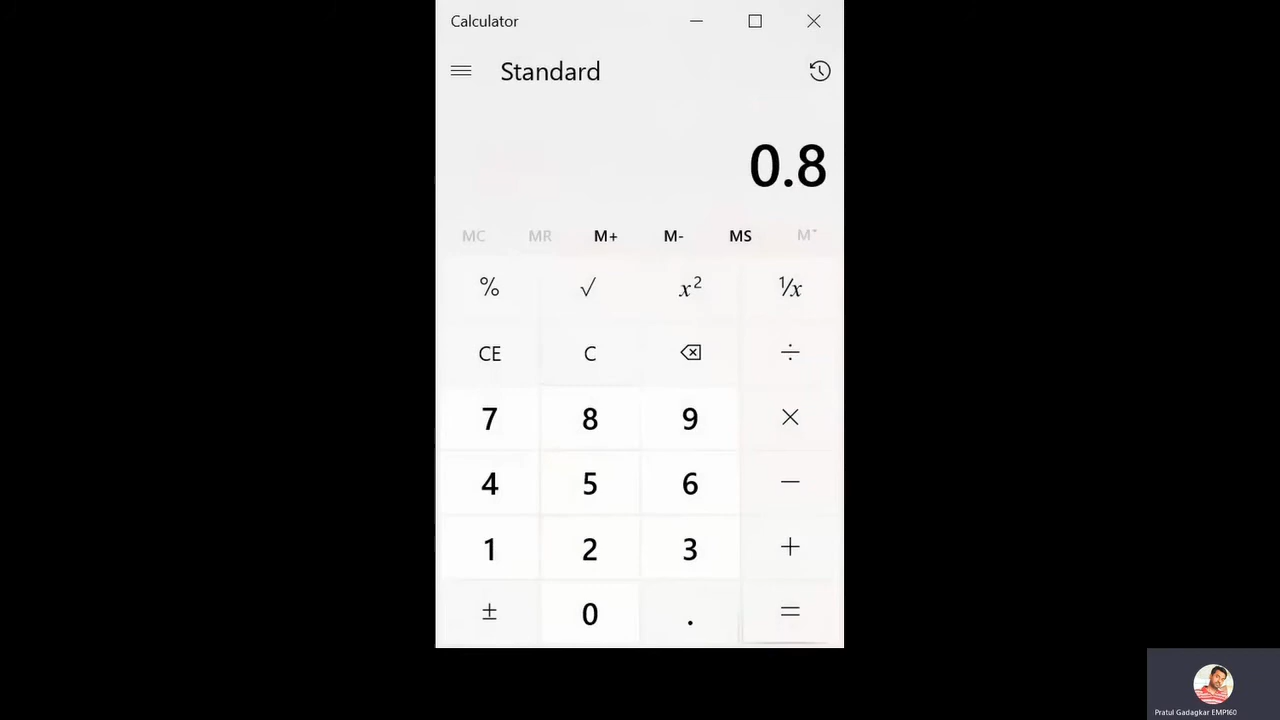 Calculator
Standard
0.8
MC MR M+ M- MS M˅
% √ x² ¹/x
CE C ÷
7 8 9 ×
4 5 6 −
1 2 3 +
± 0 . =
Pratul Gadagkar EMP160